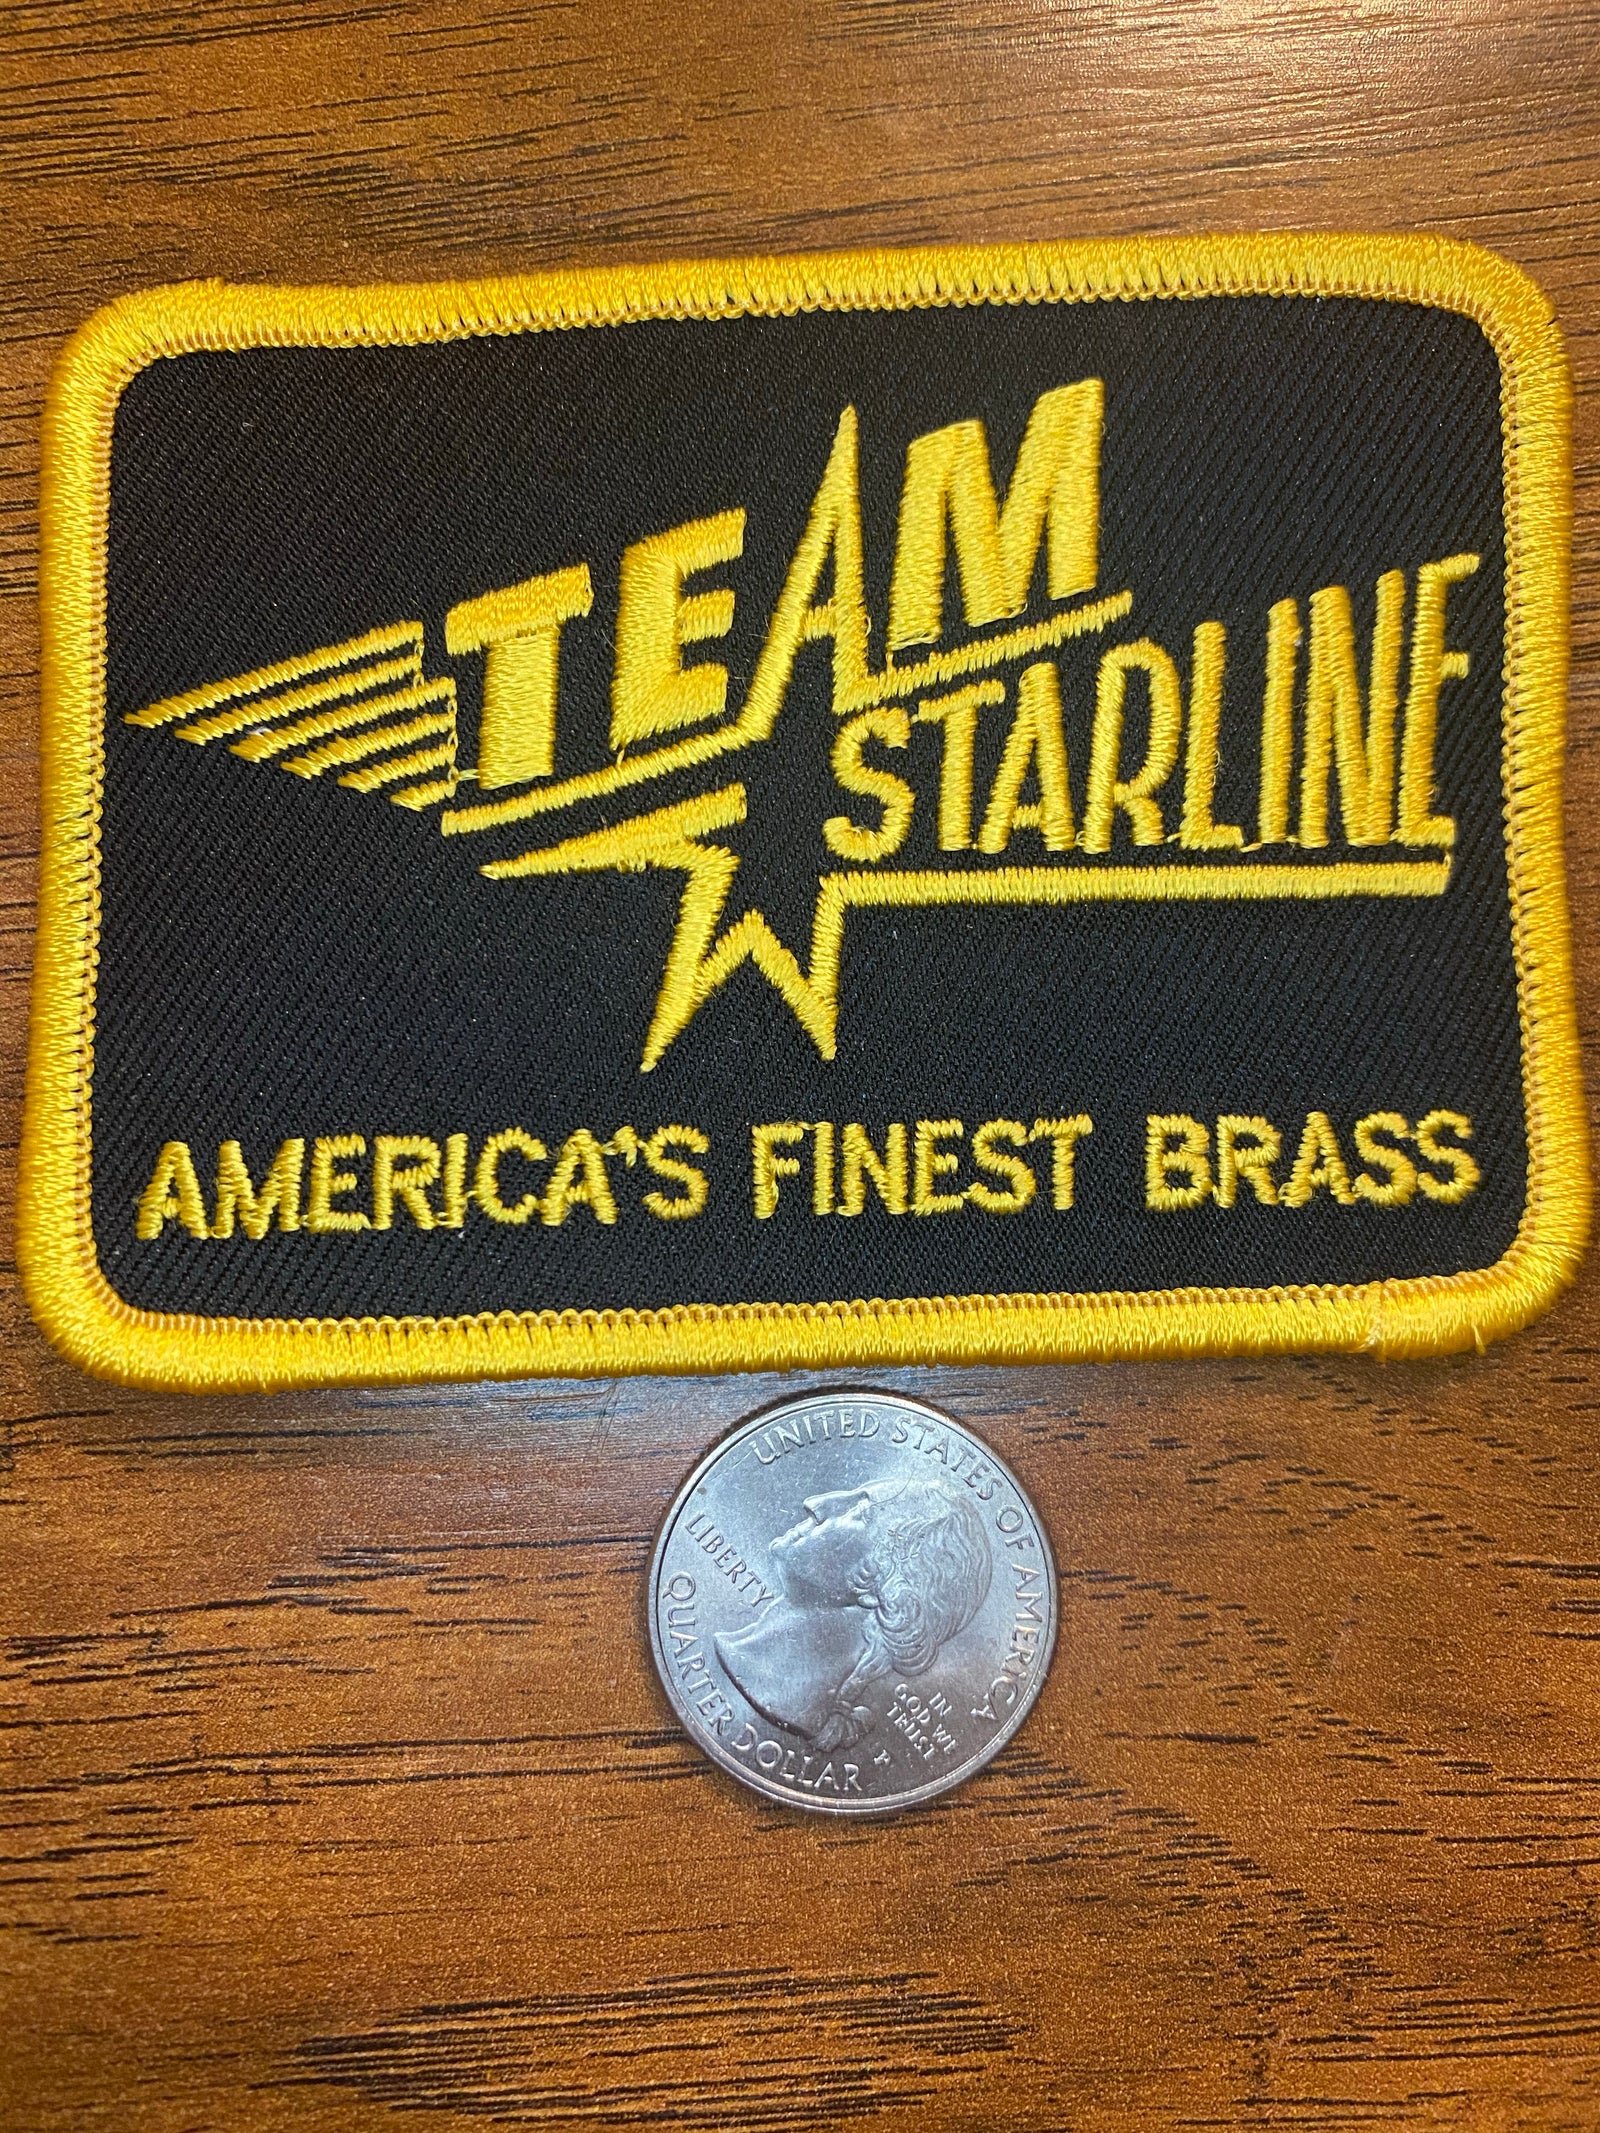 TEAM
STARLINE
AMERICA'S FINEST BRASS
UNITED STATES OF AMERICA
LIBERTY
IN
GOD WE
TRUST
P
QUARTER DOLLAR